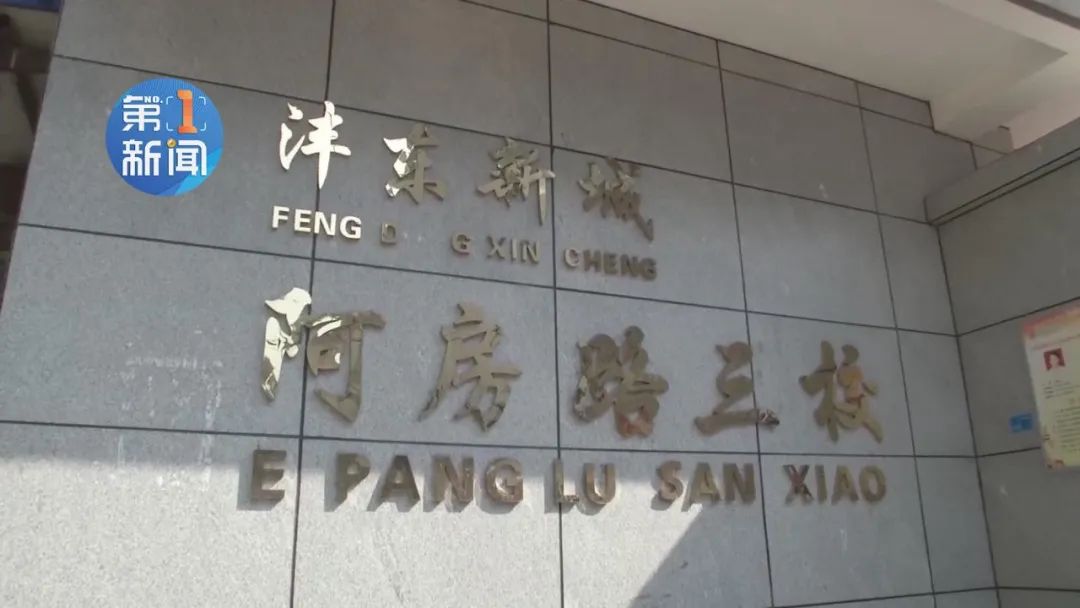 第1新闻
NO.
沣东新城
FENG D G XIN CHENG
阿房路三校
E PANG LU SAN XIAO